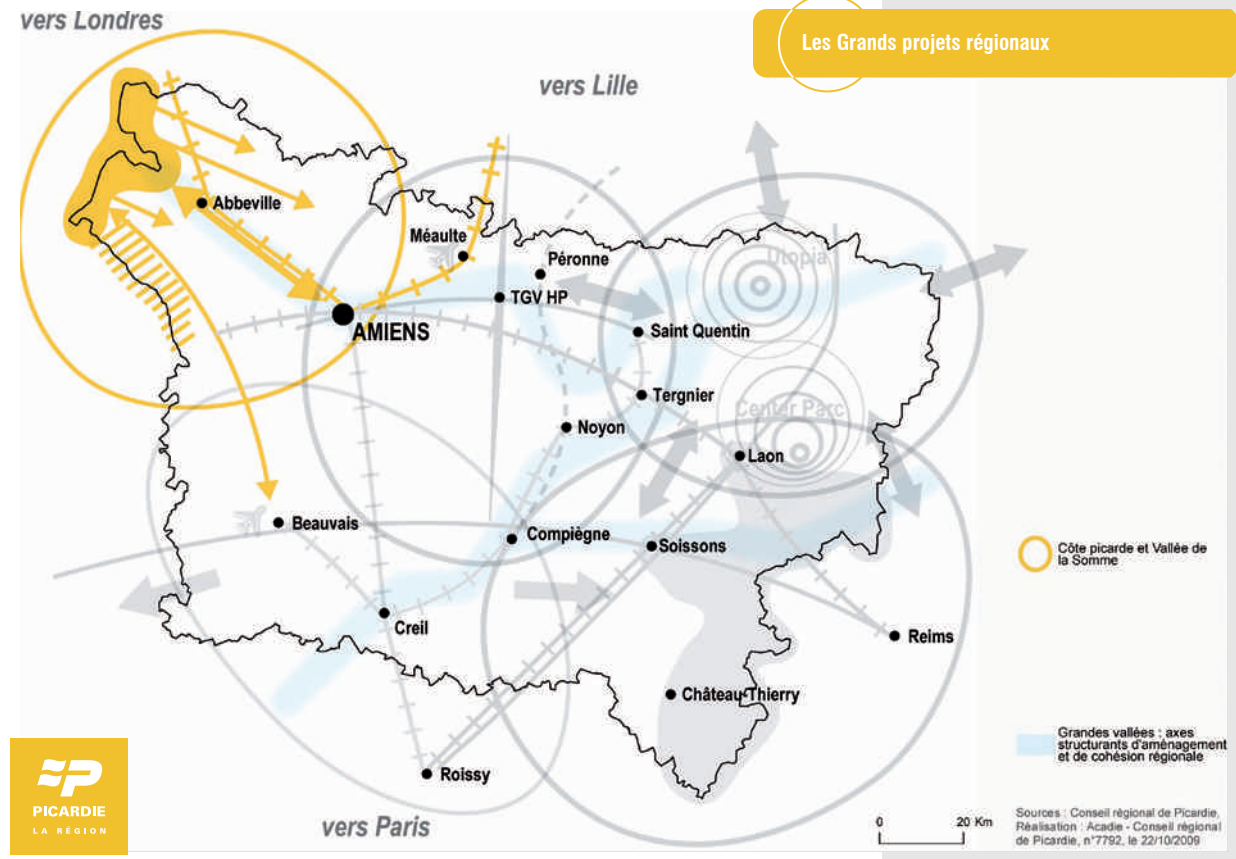 vers Londres
Les Grands projets régionaux
vers Lille
Abbeville
Méaulte
Péronne
Utopia
TGV HP
AMIENS
Saint Quentin
Tergnier
Center Parc
Noyon
Laon
Beauvais
Compiègne
Soissons
Côte picarde et Vallée de
la Somme
Creil
Reims
Château-Thierry
Grandes vallées : axes
structurants d'aménagement
et de cohésion régionale
Roissy
PICARDIE
LA RÉGION
vers Paris
0 20 Km
Sources : Conseil régional de Picardie,
Réalisation : Acadie - Conseil régional
de Picardie, n°7792, le 22/10/2009